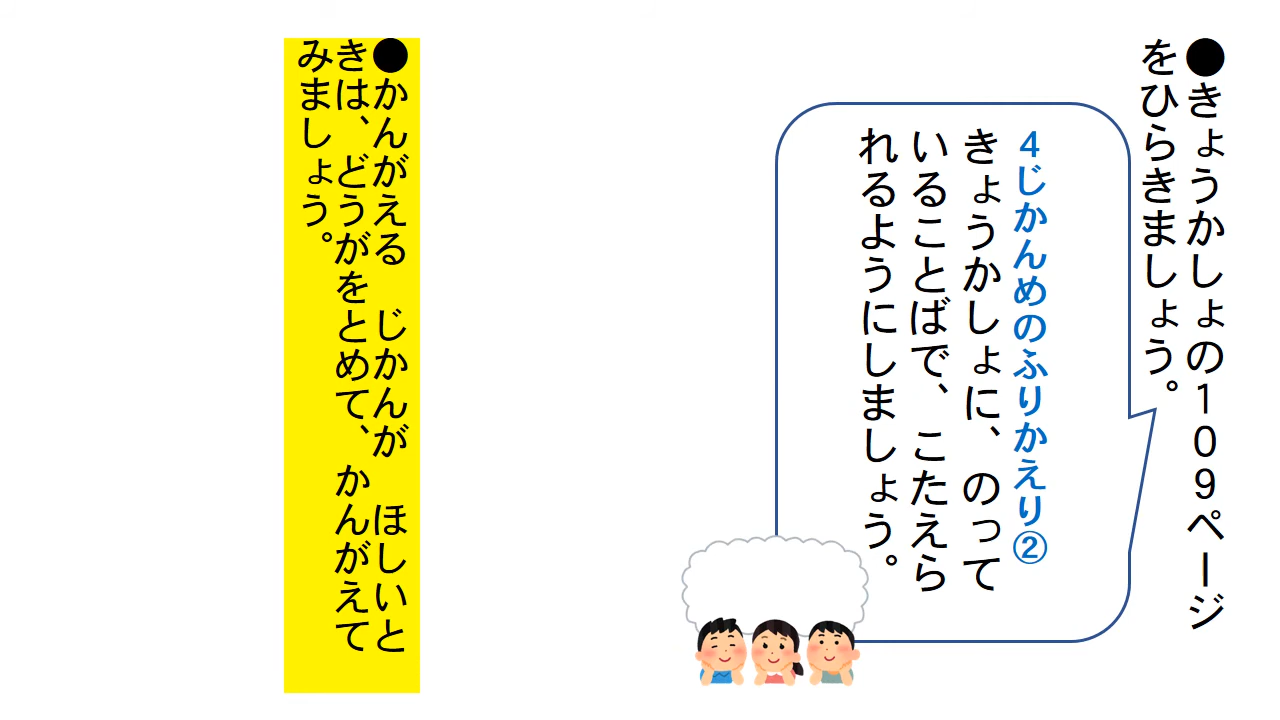 ●きょうかしょの１０９ページ
をひらきましょう。
４じかんめのふりかえり②
きょうかしょに、のって
いることばで、こたえら
れるようにしましょう。
●かんがえる　じかんが　ほしいと
きは、どうがをとめて、かんがえて
みましょう。